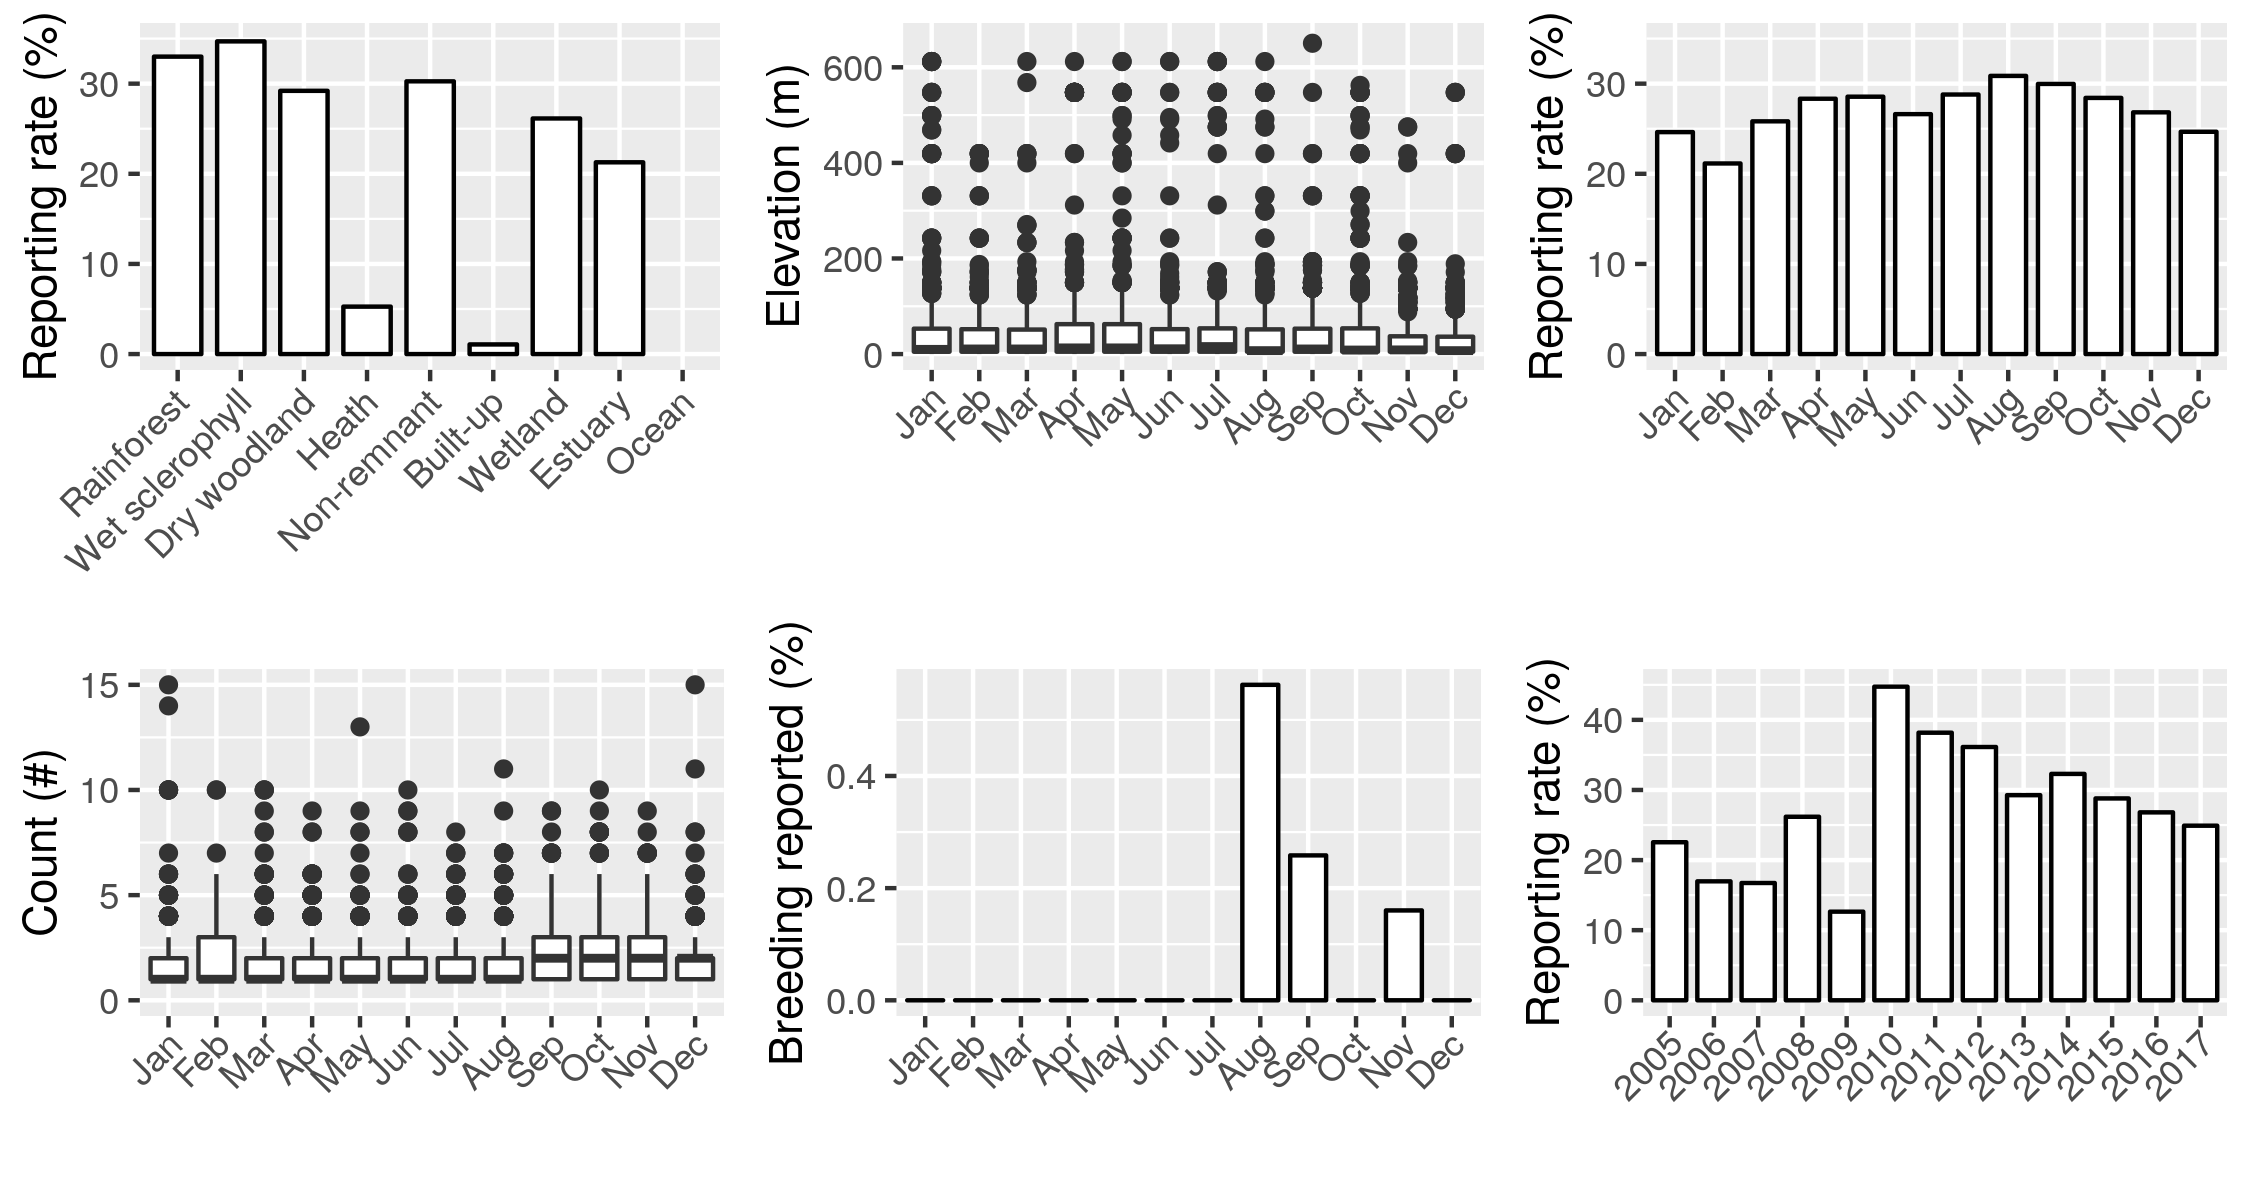 Reporting rate (%)
30
20
10
0
Rainforest
Wet sclerophyll
Dry woodland
Heath
Non-remnant
Built-up
Wetland
Estuary
Ocean
Elevation (m)
600
400
200
0
Jan Feb Mar Apr May Jun Jul Aug Sep Oct Nov Dec
Reporting rate (%)
30
20
10
0
Jan Feb Mar Apr May Jun Jul Aug Sep Oct Nov Dec
Count (#)
15
10
5
0
Jan Feb Mar Apr May Jun Jul Aug Sep Oct Nov Dec
Breeding reported (%)
0.4
0.2
0.0
Jan Feb Mar Apr May Jun Jul Aug Sep Oct Nov Dec
Reporting rate (%)
40
30
20
10
0
2005 2006 2007 2008 2009 2010 2011 2012 2013 2014 2015 2016 2017